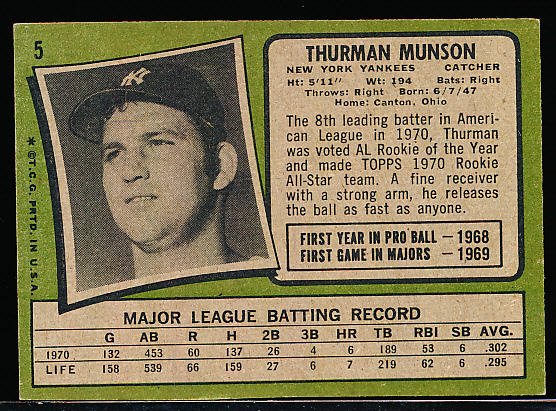 5
THURMAN MUNSON
NEW YORK YANKEES CATCHER
Ht: 5'11" Wt: 194 Bats: Right
Throws: Right Born: 6/7/47
Home: Canton, Ohio
The 8th leading batter in Ameri-
can League in 1970, Thurman
was voted AL Rookie of the Year
and made TOPPS 1970 Rookie
All-Star team. A fine receiver
with a strong arm, he releases
the ball as fast as anyone.
FIRST YEAR IN PRO BALL — 1968
FIRST GAME IN MAJORS — 1969
NY
* ©T.C.G. PRTD. IN U.S.A.
MAJOR LEAGUE BATTING RECORD
G AB R H 2B 3B HR TB RBI SB AVG.
1970 132 453 60 137 26 4 6 189 53 6 .302
LIFE 158 539 66 159 27 6 7 219 62 6 .295